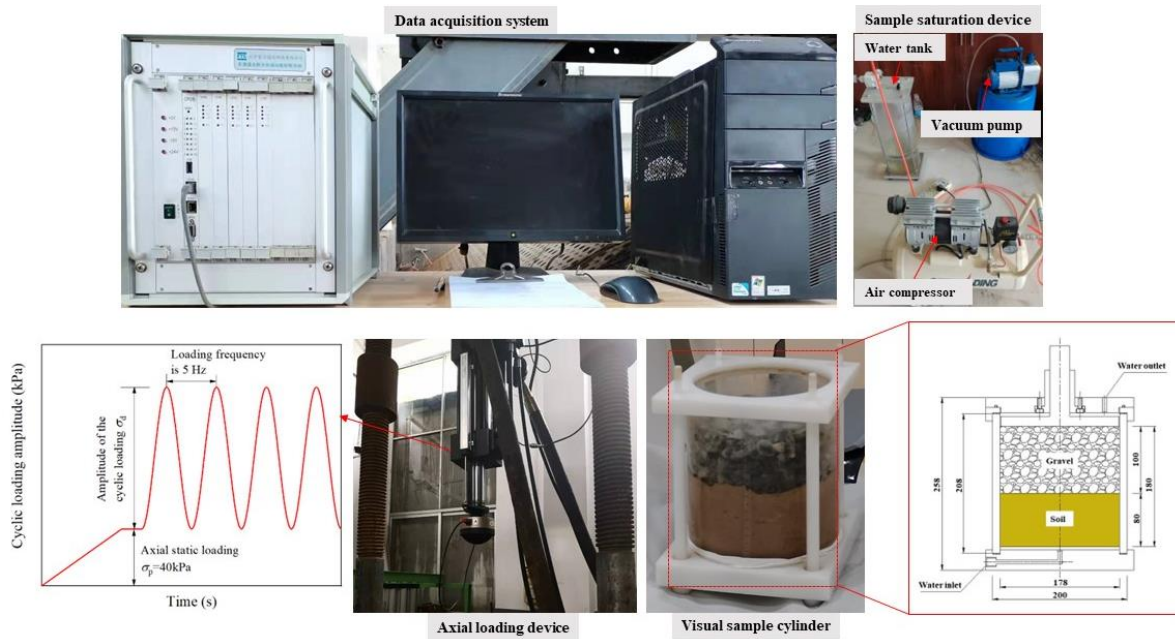 Data acquisition system
Sample saturation device
Water tank
Vacuum pump
Air compressor
Cyclic loading amplitude (kPa)
Loading frequency
is 5 Hz
Amplitude of the
cyclic loading σd
Axial static loading
σp=40kPa
Time (s)
Axial loading device
Visual sample cylinder
Water outlet
Gravel
Soil
Water inlet
258
208
100
180
80
178
200